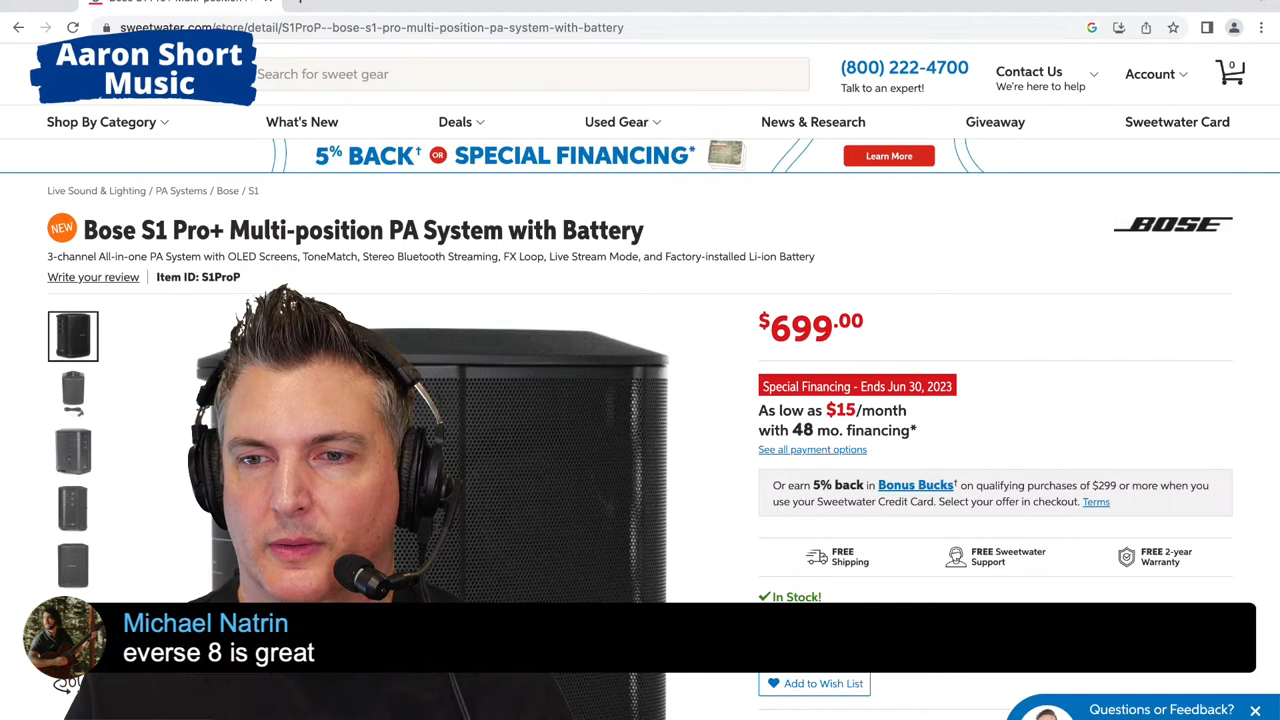 Bose S1 Pro+ Multi-position PA S
sweetwater.com/store/detail/S1ProP--bose-s1-pro-multi-position-pa-system-with-battery
Aaron Short
Music
Search for sweet gear
(800) 222-4700
Talk to an expert!
Contact Us
We're here to help
Account
0
Shop By Category
What's New
Deals
Used Gear
News & Research
Giveaway
Sweetwater Card
5% BACK† OR SPECIAL FINANCING*
Learn More
Live Sound & Lighting / PA Systems / Bose / S1
NEW
Bose S1 Pro+ Multi-position PA System with Battery
BOSE
3-channel All-in-one PA System with OLED Screens, ToneMatch, Stereo Bluetooth Streaming, FX Loop, Live Stream Mode, and Factory-installed Li-ion Battery
Write your review
Item ID: S1ProP
$699.00
Special Financing - Ends Jun 30, 2023
As low as $15/month
with 48 mo. financing*
See all payment options
Or earn 5% back in Bonus Bucks† on qualifying purchases of $299 or more when you
use your Sweetwater Credit Card. Select your offer in checkout. Terms
FREE
Shipping
FREE Sweetwater
Support
FREE 2-year
Warranty
In Stock!
Michael Natrin
everse 8 is great
Add to Wish List
Questions or Feedback?